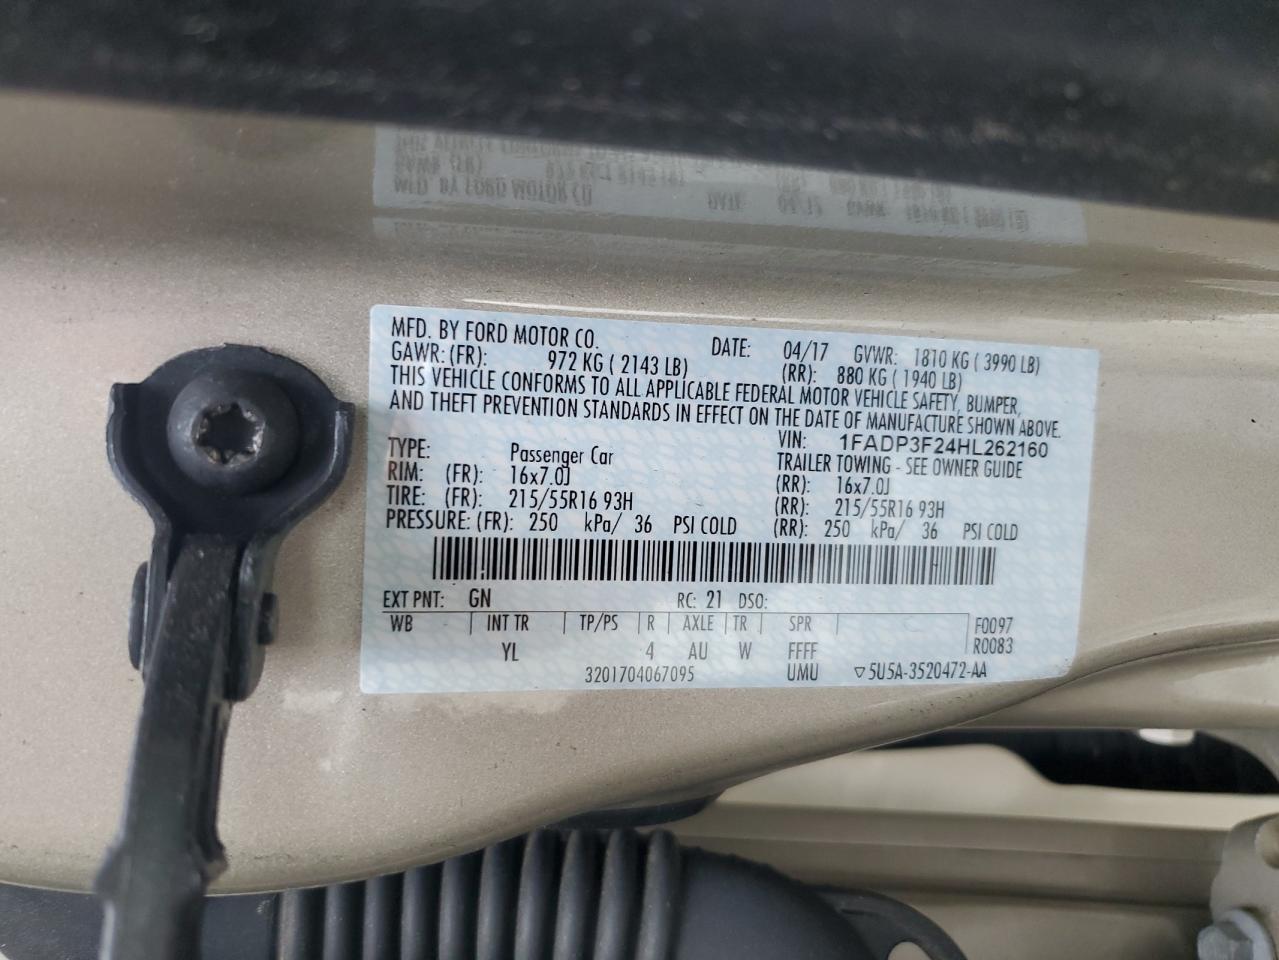 MFD. BY FORD MOTOR CO. DATE: 04/17 GVWR: 1810 KG ( 3990 LB)
GAWR: (FR): 972 KG ( 2143 LB) (RR): 880 KG ( 1940 LB)
THIS VEHICLE CONFORMS TO ALL APPLICABLE FEDERAL MOTOR VEHICLE SAFETY, BUMPER,
AND THEFT PREVENTION STANDARDS IN EFFECT ON THE DATE OF MANUFACTURE SHOWN ABOVE.
VIN: 1FADP3F24HL262160
TYPE: Passenger Car TRAILER TOWING - SEE OWNER GUIDE
RIM: (FR): 16x7.0J (RR): 16x7.0J
TIRE: (FR): 215/55R16 93H (RR): 215/55R16 93H
PRESSURE: (FR): 250 kPa/ 36 PSI COLD (RR): 250 kPa/ 36 PSI COLD
EXT PNT: GN RC: 21 DSO:
WB INT TR TP/PS R AXLE TR SPR F0097
YL 4 AU W FFFF R0083
3201704067095 UMU ▽5U5A-3520472-AA